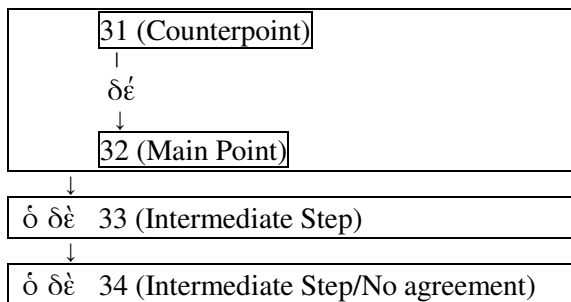 31 (Counterpoint)
δέ
32 (Main Point)
ὁ δὲ 33 (Intermediate Step)
ὁ δὲ 34 (Intermediate Step/No agreement)